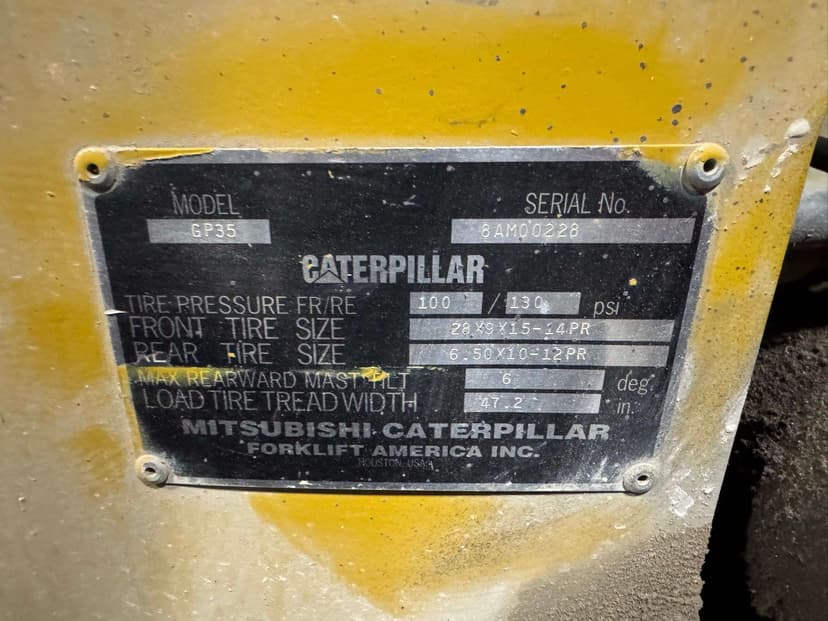 MODEL SERIAL No.
GP35 8AM00228
CATERPILLAR
TIRE PRESSURE FR/RE 100 / 130 psi
FRONT TIRE SIZE 28X9X15-14PR
REAR TIRE SIZE 6.50X10-12PR
MAX REARWARD MAST TILT 6 deg.
LOAD TIRE TREAD WIDTH 47.2 in.
MITSUBISHI CATERPILLAR
FORKLIFT AMERICA INC.
HOUSTON, USA